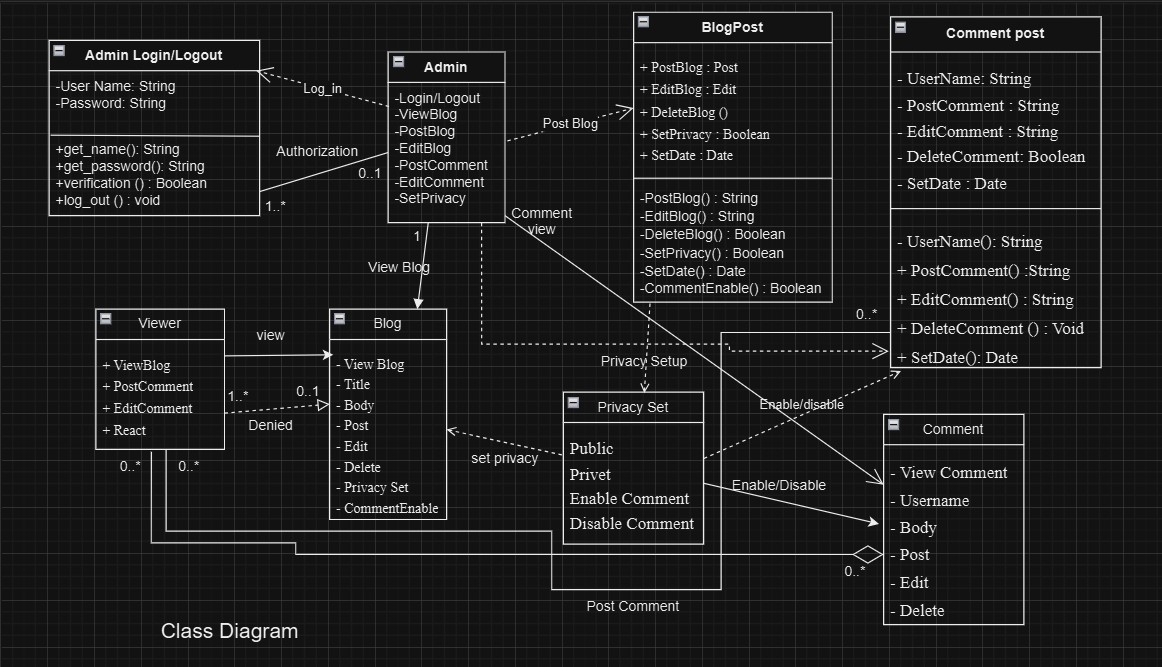 Admin Login/Logout
-User Name: String
-Password: String
+get_name(): String
+get_password(): String
+verification () : Boolean
+log_out () : void
Log_in
Authorization
0..1
1..*
Admin
-Login/Logout
-ViewBlog
-PostBlog
-EditBlog
-PostComment
-EditComment
-SetPrivacy
Post Blog
BlogPost
+ PostBlog : Post
+ EditBlog : Edit
+ DeleteBlog ()
+ SetPrivacy : Boolean
+ SetDate : Date
-PostBlog() : String
-EditBlog() : String
-DeleteBlog() : Boolean
-SetPrivacy() : Boolean
-SetDate() : Date
-CommentEnable() : Boolean
Comment post
- UserName: String
- PostComment : String
- EditComment : String
- DeleteComment: Boolean
- SetDate : Date
- UserName(): String
+ PostComment() :String
+ EditComment() : String
+ DeleteComment () : Void
+ SetDate(): Date
Comment
view
1
View Blog
0..*
Viewer
+ ViewBlog
+ PostComment
+ EditComment
+ React
view
1..*
0..1
Denied
0..*
0..*
Blog
- View Blog
- Title
- Body
- Post
- Edit
- Delete
- Privacy Set
- CommentEnable
set privacy
Privacy Setup
Privacy Set
Public
Privet
Enable Comment
Disable Comment
Enable/disable
Enable/Disable
Comment
- View Comment
- Username
- Body
- Post
- Edit
- Delete
0..*
Post Comment
Class Diagram